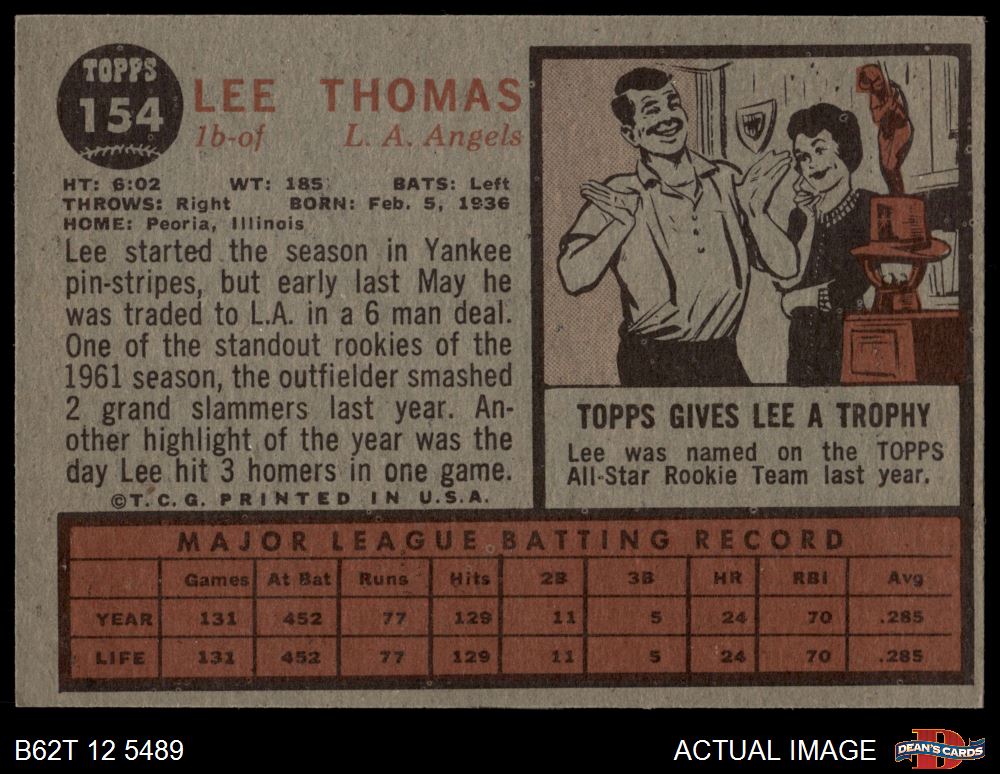 TOPPS
154
LEE THOMAS
1b-of L. A. Angels
HT: 6:02 WT: 185 BATS: Left
THROWS: Right BORN: Feb. 5, 1936
HOME: Peoria, Illinois
Lee started the season in Yankee
pin-stripes, but early last May he
was traded to L.A. in a 6 man deal.
One of the standout rookies of the
1961 season, the outfielder smashed
2 grand slammers last year. An-
other highlight of the year was the
day Lee hit 3 homers in one game.
©T.C.G. PRINTED IN U.S.A.
TOPPS GIVES LEE A TROPHY
Lee was named on the TOPPS
All-Star Rookie Team last year.
MAJOR LEAGUE BATTING RECORD
Games At Bat Runs Hits 2B 3B HR RBI Avg
YEAR 131 452 77 129 11 5 24 70 .285
LIFE 131 452 77 129 11 5 24 70 .285
B62T 12 5489
ACTUAL IMAGE
D
DEAN'S CARDS